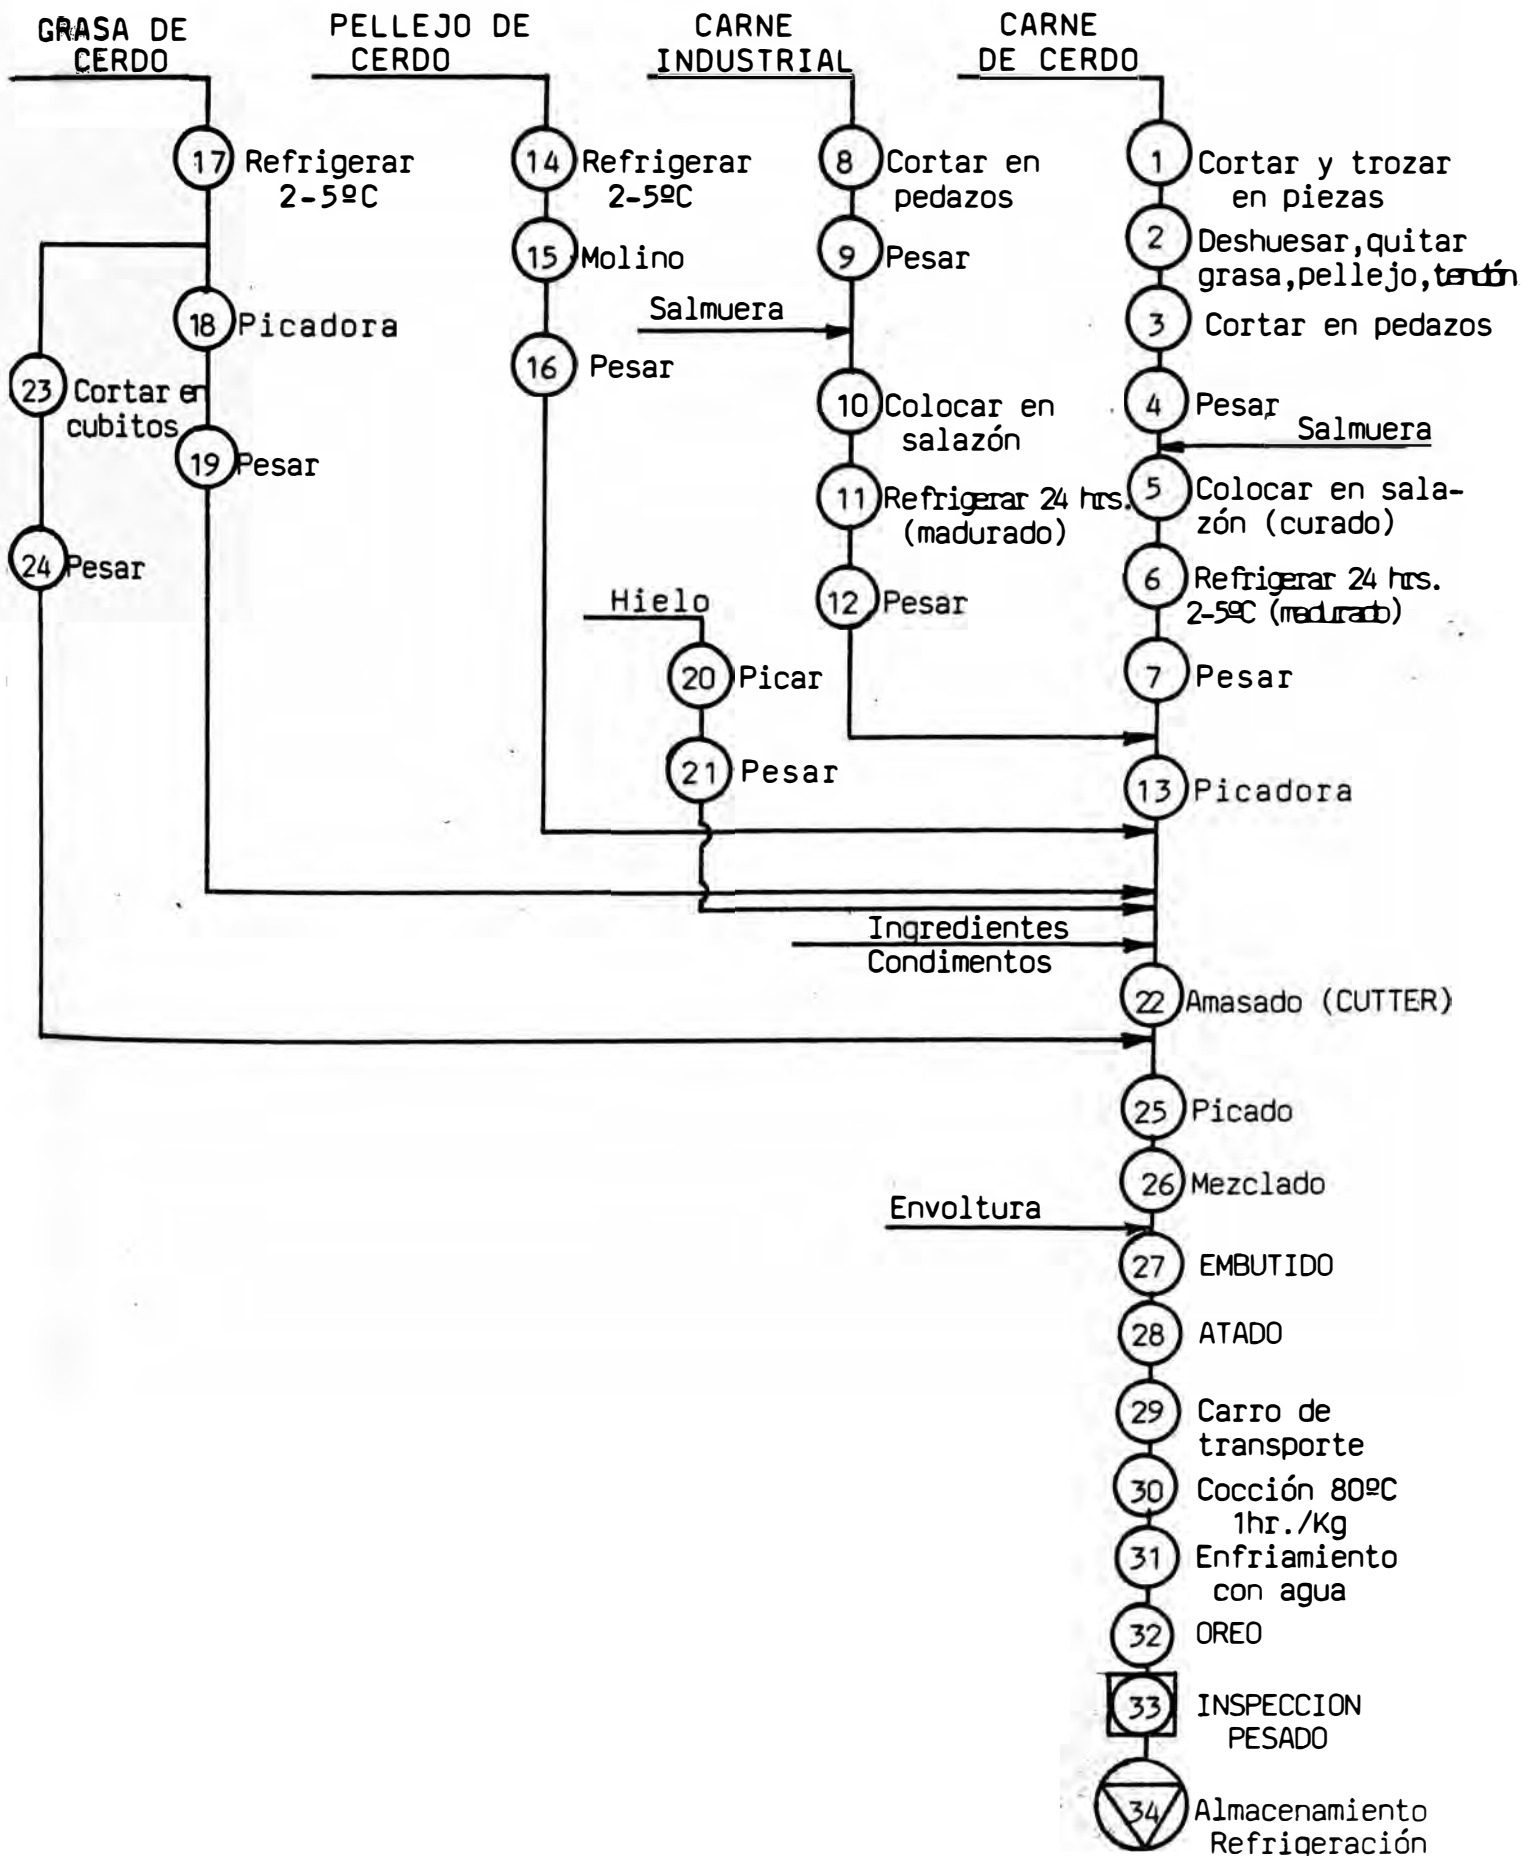 GRASA DE
CERDO
17
Refrigerar
2-5ºC
18
Picadora
19
Pesar
23
Cortar en
cubitos
24
Pesar
PELLEJO DE
CERDO
14
Refrigerar
2-5ºC
15
Molino
16
Pesar
CARNE
INDUSTRIAL
8
Cortar en
pedazos
9
Pesar
Salmuera
10
Colocar en
salazón
11
Refrigerar 24 hrs.
(madurado)
12
Pesar
Hielo
20
Picar
21
Pesar
CARNE
DE CERDO
1
Cortar y trozar
en piezas
2
Deshuesar,quitar
grasa,pellejo,tendón
3
Cortar en pedazos
4
Pesar
Salmuera
5
Colocar en sala-
zón (curado)
6
Refrigerar 24 hrs.
2-5ºC (madurado)
7
Pesar
13
Picadora
Ingredientes
Condimentos
22
Amasado (CUTTER)
25
Picado
26
Mezclado
Envoltura
27
EMBUTIDO
28
ATADO
29
Carro de
transporte
30
Cocción 80ºC
1hr./Kg
31
Enfriamiento
con agua
32
OREO
33
INSPECCION
PESADO
34
Almacenamiento
Refrigeración